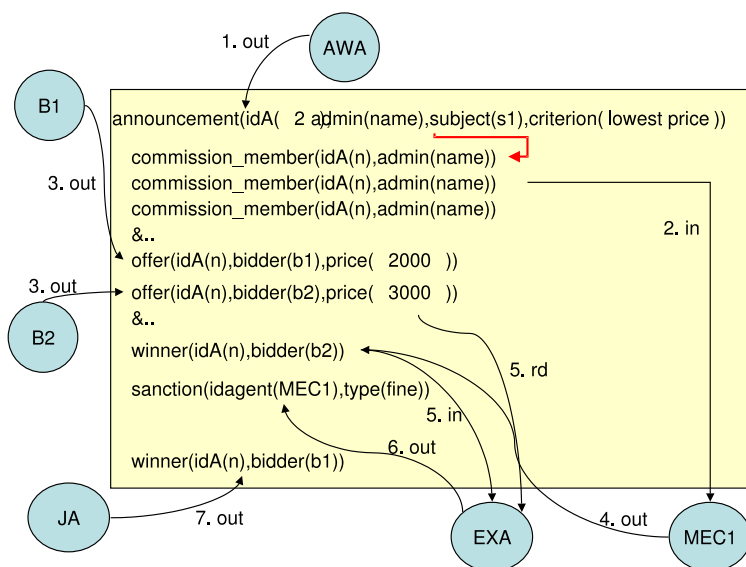 1. out
AWA
B1
announcement(idA( 2 )) admin(name),subject(s1),criterion( lowest price ))
commission_member(idA(n),admin(name))
3. out
commission_member(idA(n),admin(name))
commission_member(idA(n),admin(name))
2. in
&..
offer(idA(n),bidder(b1),price( 2000 ))
3. out
offer(idA(n),bidder(b2),price( 3000 ))
&..
B2
winner(idA(n),bidder(b2))
5. rd
sanction(idagent(MEC1),type(fine))
5. in
6. out
winner(idA(n),bidder(b1))
JA
7. out
EXA
4. out
MEC1